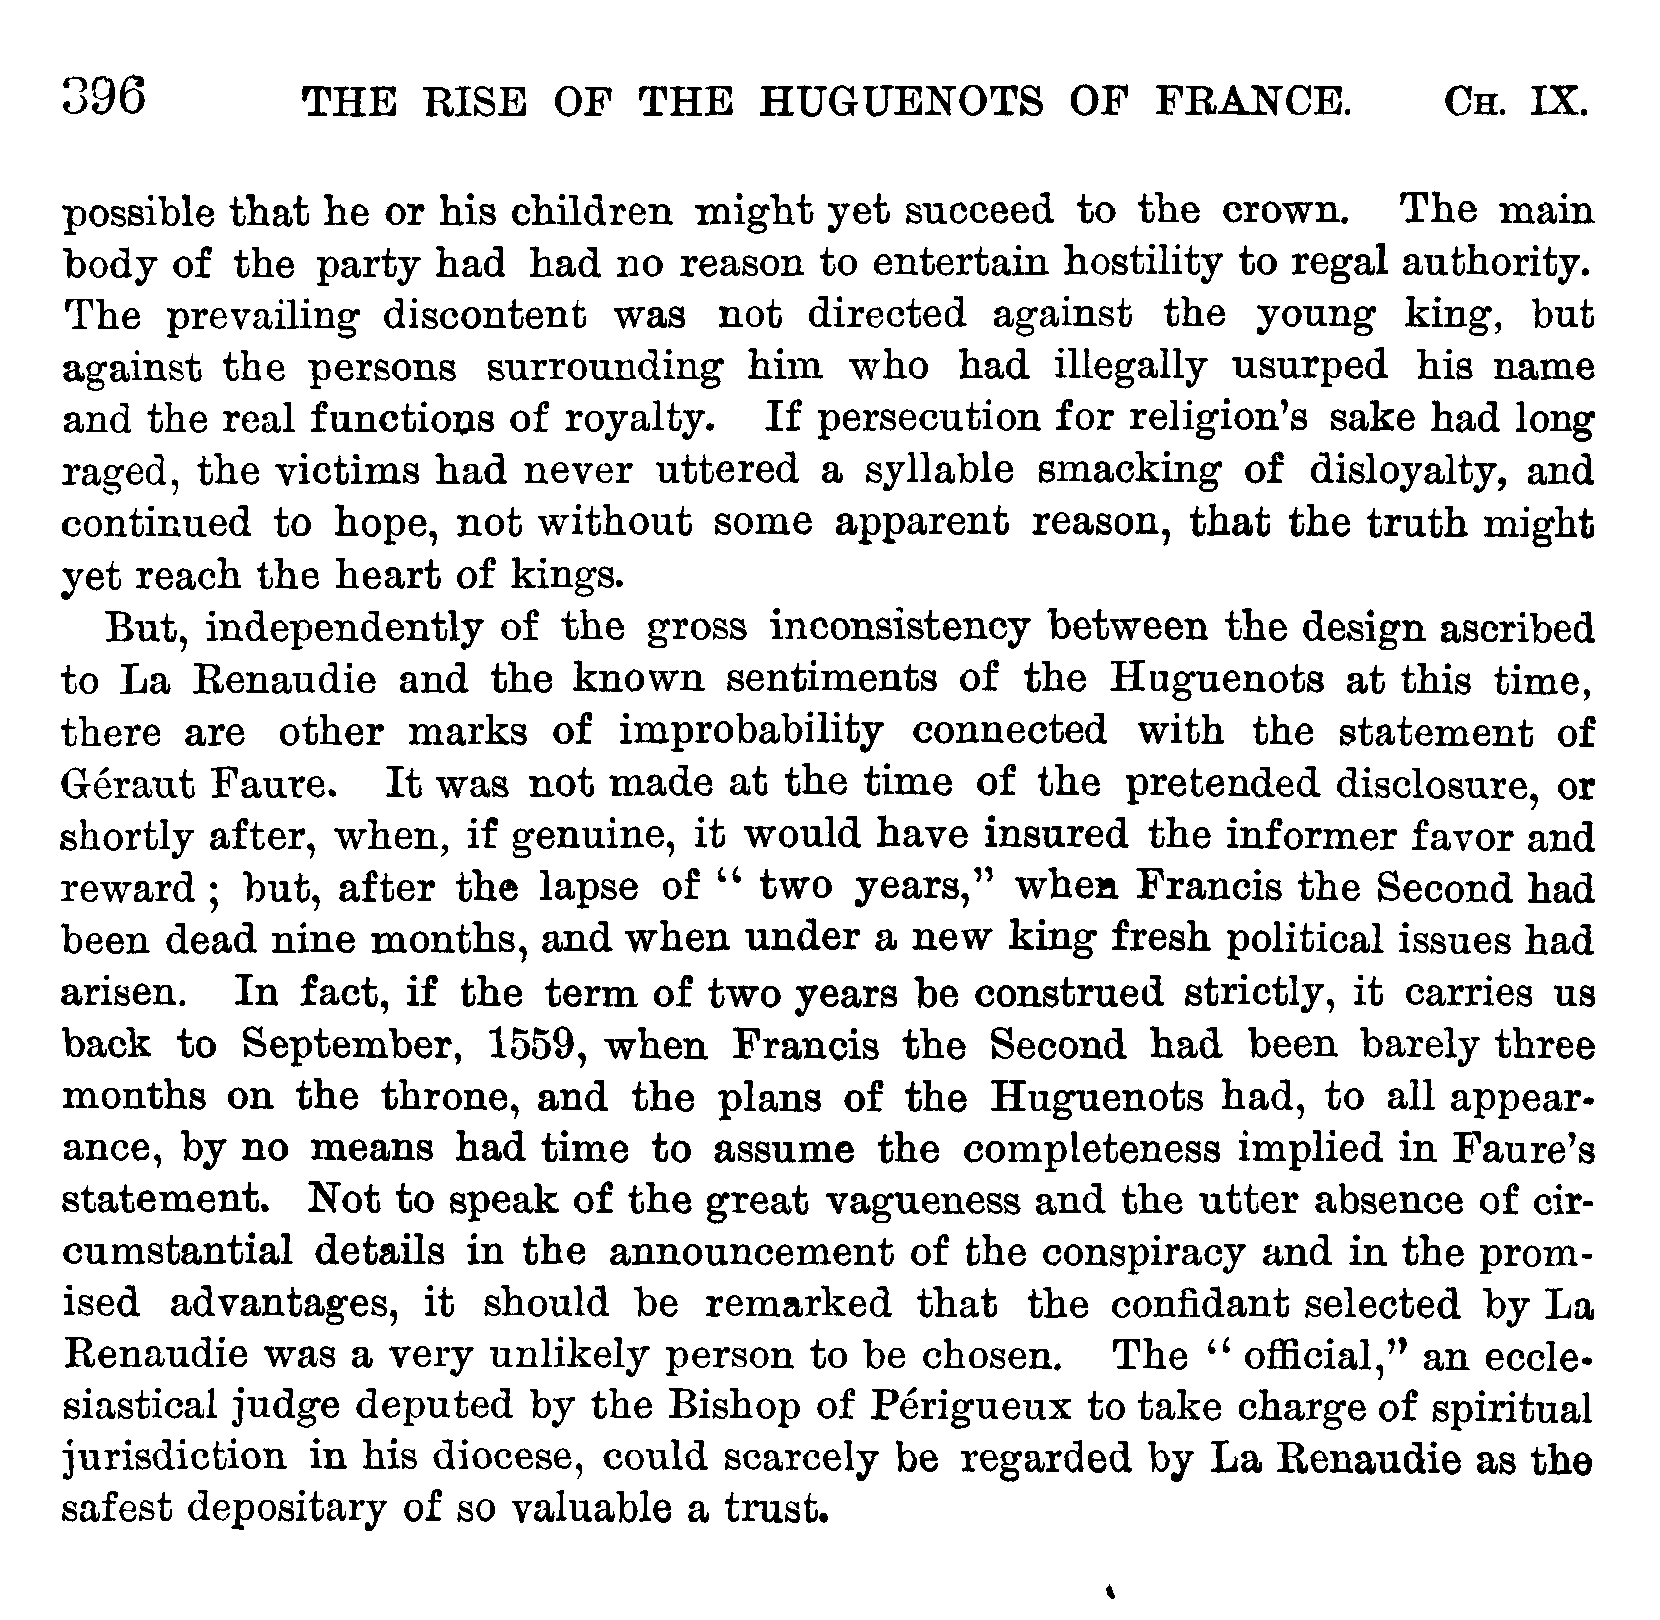 396 THE RISE OF THE HUGUENOTS OF FRANCE. CH. IX.
possible that he or his children might yet succeed to the crown. The main
body of the party had had no reason to entertain hostility to regal authority.
The prevailing discontent was not directed against the young king, but
against the persons surrounding him who had illegally usurped his name
and the real functions of royalty. If persecution for religion's sake had long
raged, the victims had never uttered a syllable smacking of disloyalty, and
continued to hope, not without some apparent reason, that the truth might
yet reach the heart of kings.
But, independently of the gross inconsistency between the design ascribed
to La Renaudie and the known sentiments of the Huguenots at this time,
there are other marks of improbability connected with the statement of
Géraut Faure. It was not made at the time of the pretended disclosure, or
shortly after, when, if genuine, it would have insured the informer favor and
reward ; but, after the lapse of “ two years,” when Francis the Second had
been dead nine months, and when under a new king fresh political issues had
arisen. In fact, if the term of two years be construed strictly, it carries us
back to September, 1559, when Francis the Second had been barely three
months on the throne, and the plans of the Huguenots had, to all appear-
ance, by no means had time to assume the completeness implied in Faure's
statement. Not to speak of the great vagueness and the utter absence of cir-
cumstantial details in the announcement of the conspiracy and in the prom-
ised advantages, it should be remarked that the confidant selected by La
Renaudie was a very unlikely person to be chosen. The “ official,” an eccle-
siastical judge deputed by the Bishop of Périgueux to take charge of spiritual
jurisdiction in his diocese, could scarcely be regarded by La Renaudie as the
safest depositary of so valuable a trust.